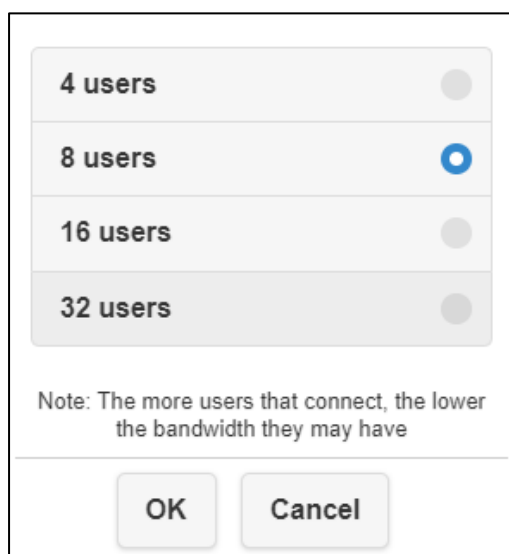 4 users
8 users
16 users
32 users
Note: The more users that connect, the lower
the bandwidth they may have
OK
Cancel